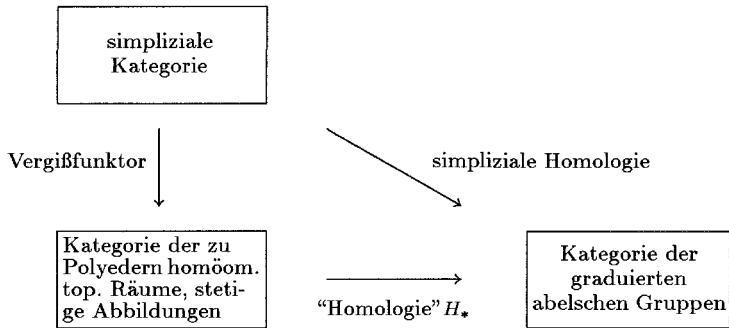 simpliziale
Kategorie
Vergißfunktor
simpliziale Homologie
Kategorie der zu
Polyedern homöom.
top. Räume, steti-
ge Abbildungen
“Homologie” H∗
Kategorie der
graduierten
abelschen Gruppen